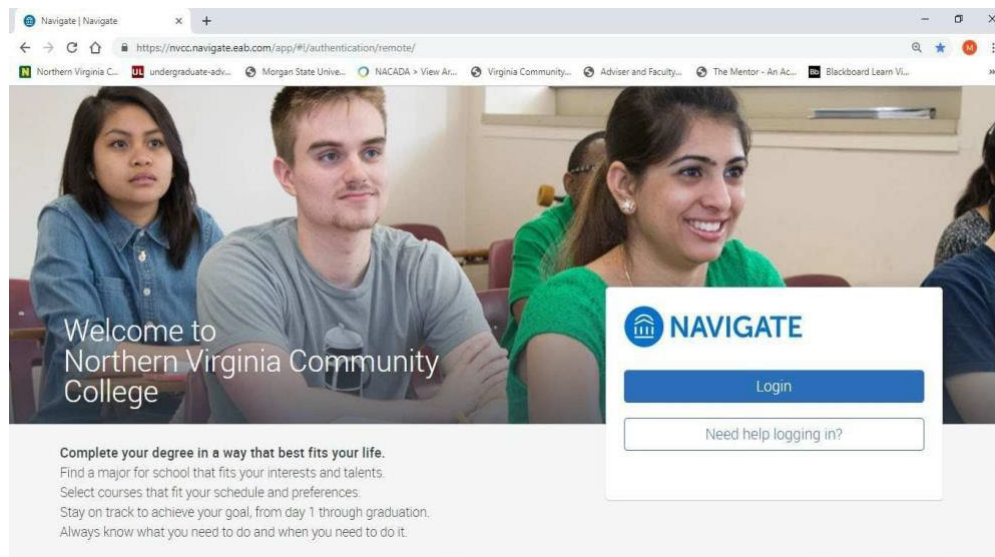 Navigate | Navigate
https://nvcc.navigate.eab.com/app/#!/authentication/remote/
M
Northern Virginia C... undergraduate-adv... Morgan State Unive... NACADA > View Ar... Virginia Community... Adviser and Faculty... The Mentor - An Ac... Blackboard Learn Vi...
Welcome to
Northern Virginia Community
College
NAVIGATE
Login
Need help logging in?
Complete your degree in a way that best fits your life.
Find a major for school that fits your interests and talents.
Select courses that fit your schedule and preferences.
Stay on track to achieve your goal, from day 1 through graduation.
Always know what you need to do and when you need to do it.